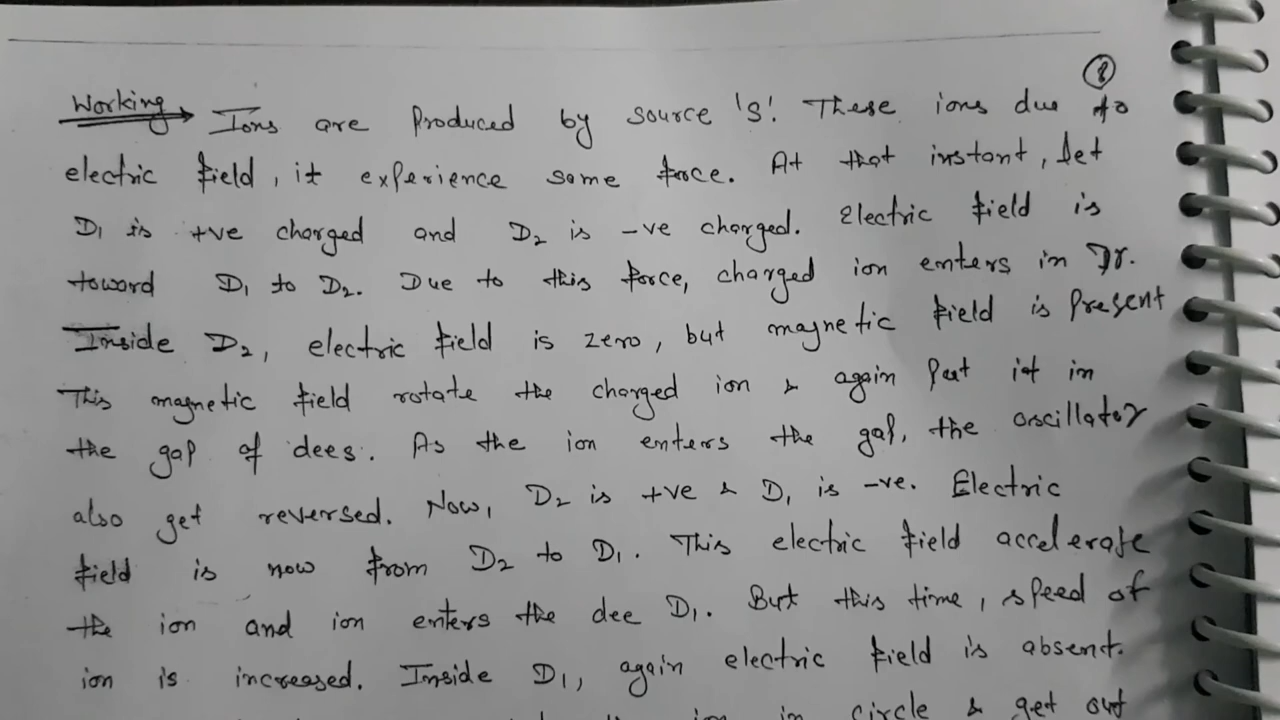 8
Working → Ions are produced by source 'S'. These ions due to
electric field, it experience some force. At that instant, let
D1 is +ve charged and D2 is -ve charged. Electric field is
toward D1 to D2. Due to this force, charged ion enters in
Inside D2, electric field is zero, but magnetic field is present
This magnetic field rotate the charged ion & again put it in
the gap of dees. As the ion enters the gap, the oscillator
also get reversed. Now, D2 is +ve & D1 is -ve. Electric
field is now from D2 to D1. This electric field accelerate
the ion and ion enters the dee D1. But this time, speed of
ion is increased. Inside D1, again electric field is absent.
ion in circle & get out